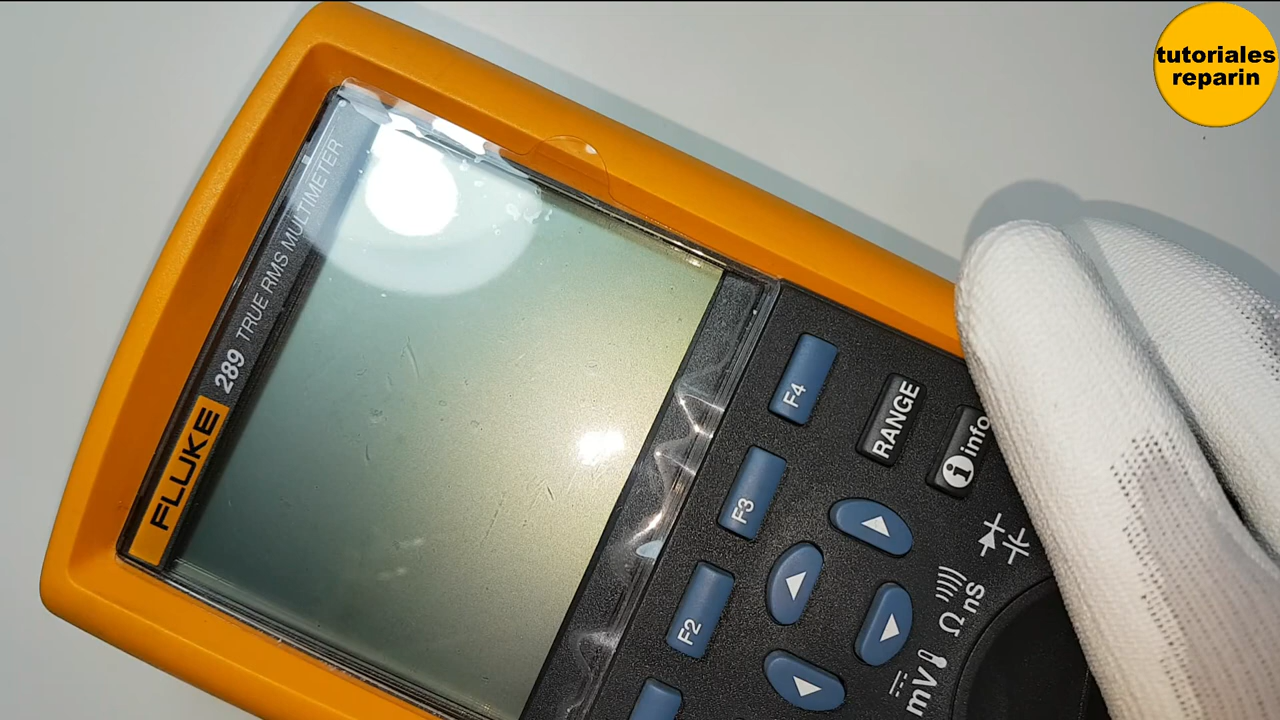 tutoriales
reparin
FLUKE 289 TRUE RMS MULTIMETER
F4
RANGE
i info
F3
F2
Ω nS
mV